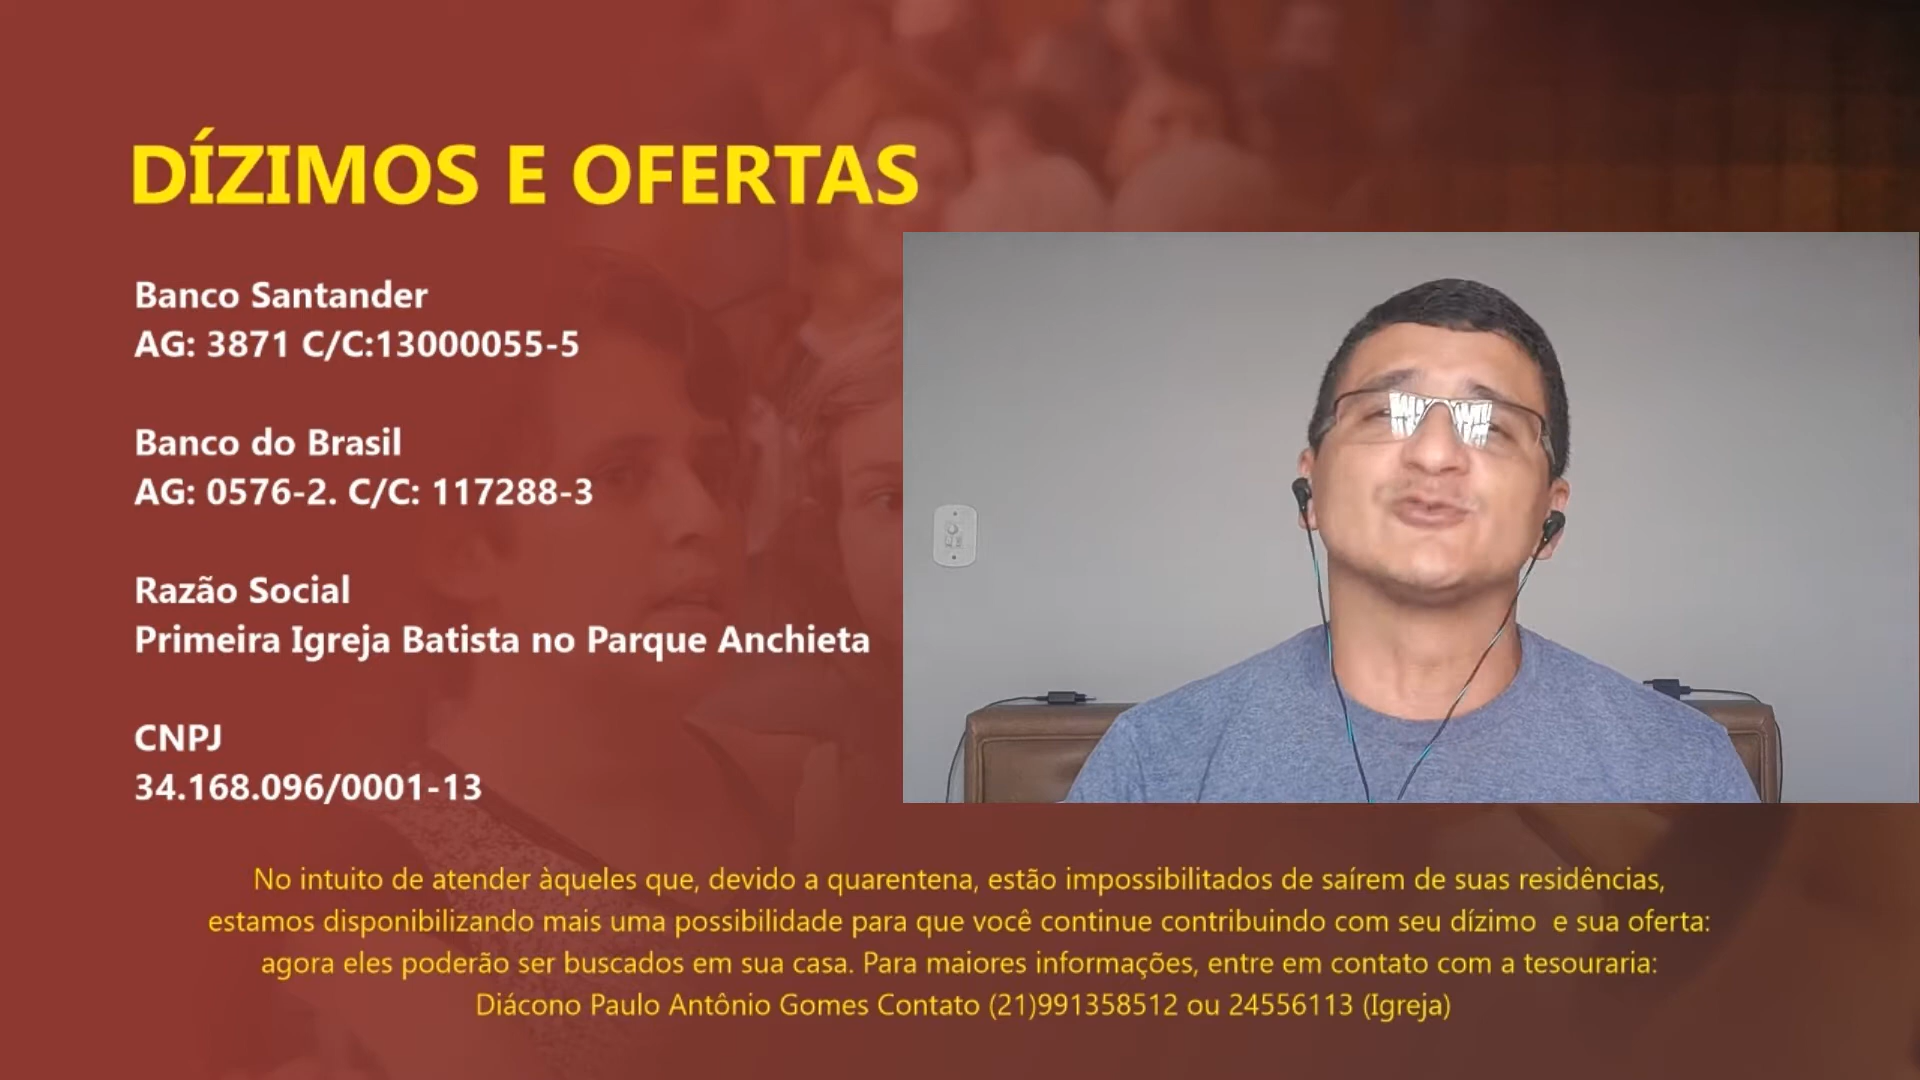 DÍZIMOS E OFERTAS
Banco Santander
AG: 3871 C/C:13000055-5
Banco do Brasil
AG: 0576-2. C/C: 117288-3
Razão Social
Primeira Igreja Batista no Parque Anchieta
CNPJ
34.168.096/0001-13
No intuito de atender àqueles que, devido a quarentena, estão impossibilitados de saírem de suas residências,
estamos disponibilizando mais uma possibilidade para que você continue contribuindo com seu dízimo  e sua oferta:
agora eles poderão ser buscados em sua casa. Para maiores informações, entre em contato com a tesouraria:
Diácono Paulo Antônio Gomes Contato (21)991358512 ou 24556113 (Igreja)